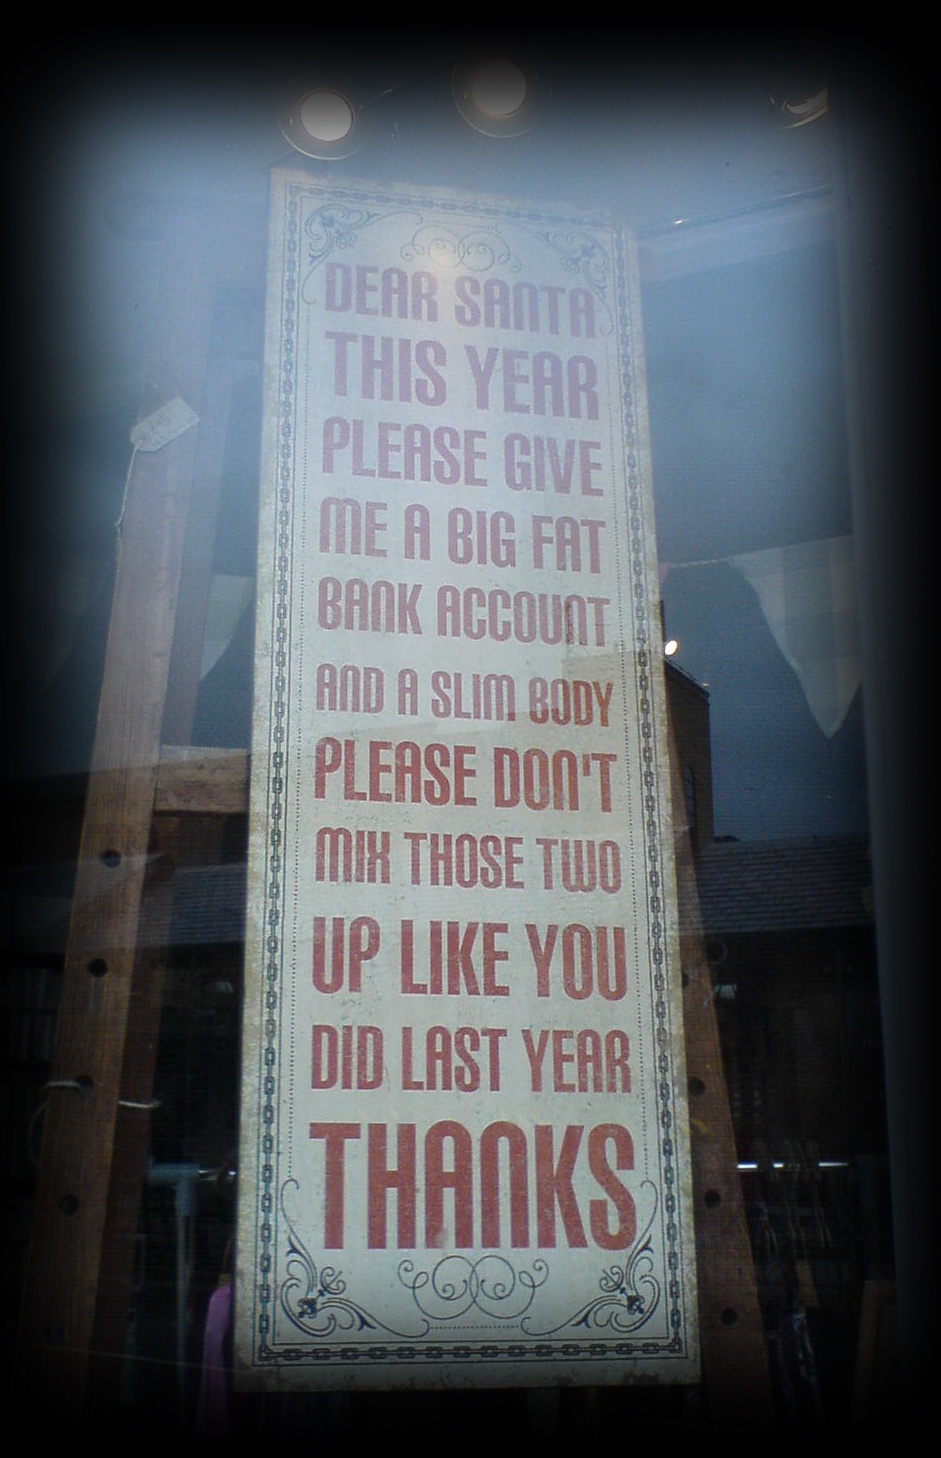 DEAR SANTA
THIS YEAR
PLEASE GIVE
ME A BIG FAT
BANK ACCOUNT
AND A SLIM BODY
PLEASE DON'T
MIX THOSE TWO
UP LIKE YOU
DID LAST YEAR
THANKS